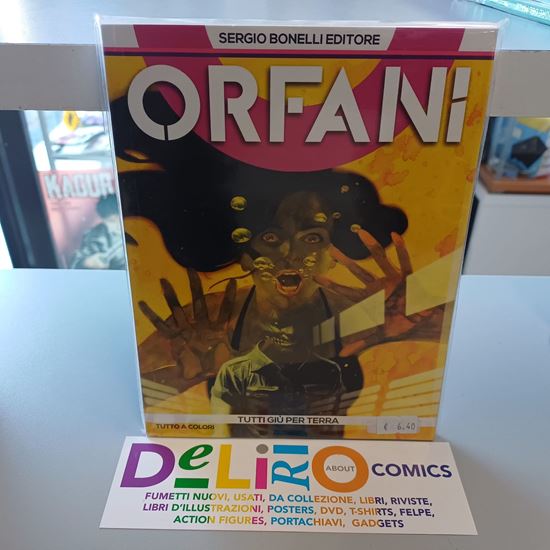 SERGIO BONELLI EDITORE
ORFANI
KAGUR
TUTTI GIÙ PER TERRA
TUTTO A COLORI
€ 6.40
DeLiRiO ABOUT COMICS
FUMETTI NUOVI, USATI, DA COLLEZIONE, LIBRI, RIVISTE,
LIBRI D'ILLUSTRAZIONI, POSTERS, DVD, T-SHIRTS, FELPE,
ACTION FIGURES, PORTACHIAVI, GADGETS